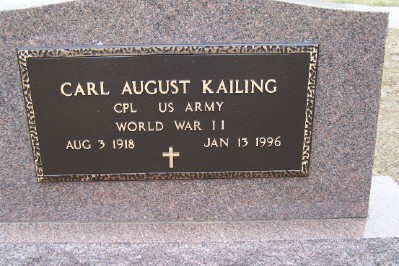 CARL AUGUST KAILING
CPL US ARMY
WORLD WAR II
AUG 3 1918 JAN 13 1996